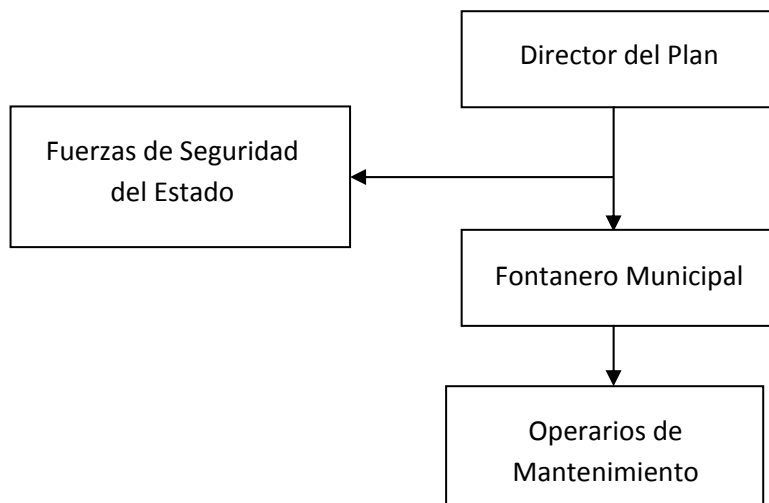 Director del Plan
Fuerzas de Seguridad
del Estado
Fontanero Municipal
Operarios de
Mantenimiento